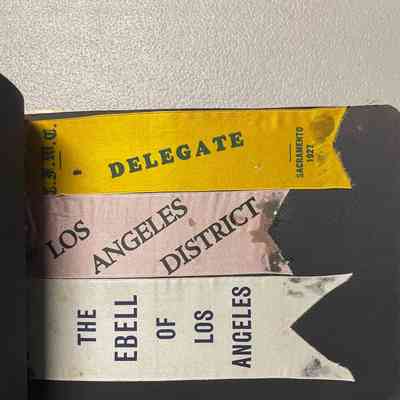 C.F.W.C.
DELEGATE
SACRAMENTO
1927
LOS
ANGELES
DISTRICT
THE
EBELL
OF
LOS
ANGELES